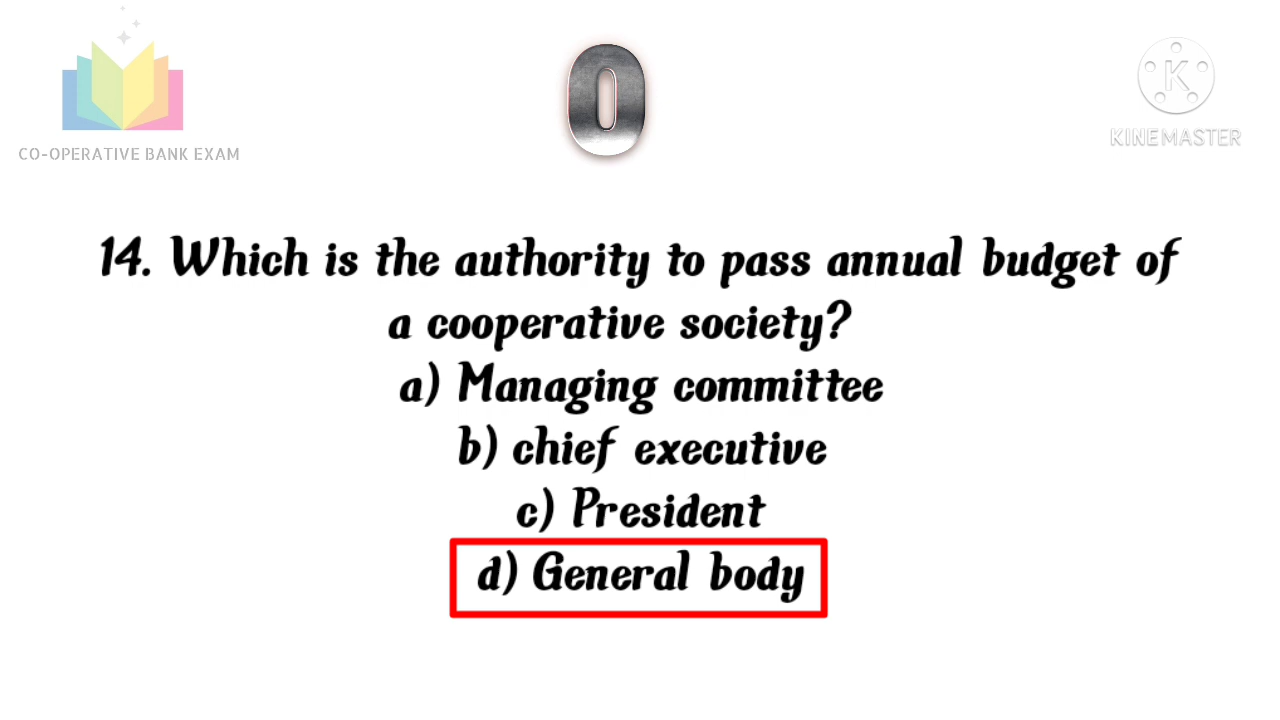 0
CO-OPERATIVE BANK EXAM
K
KINEMASTER
14. Which is the authority to pass annual budget of
a cooperative society?
a) Managing committee
b) chief executive
c) President
d) General body